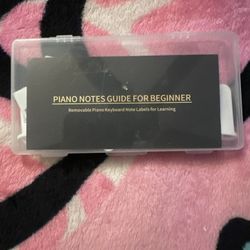 PIANO NOTES GUIDE FOR BEGINNER
Removable Piano Keyboard Note Labels for Learning